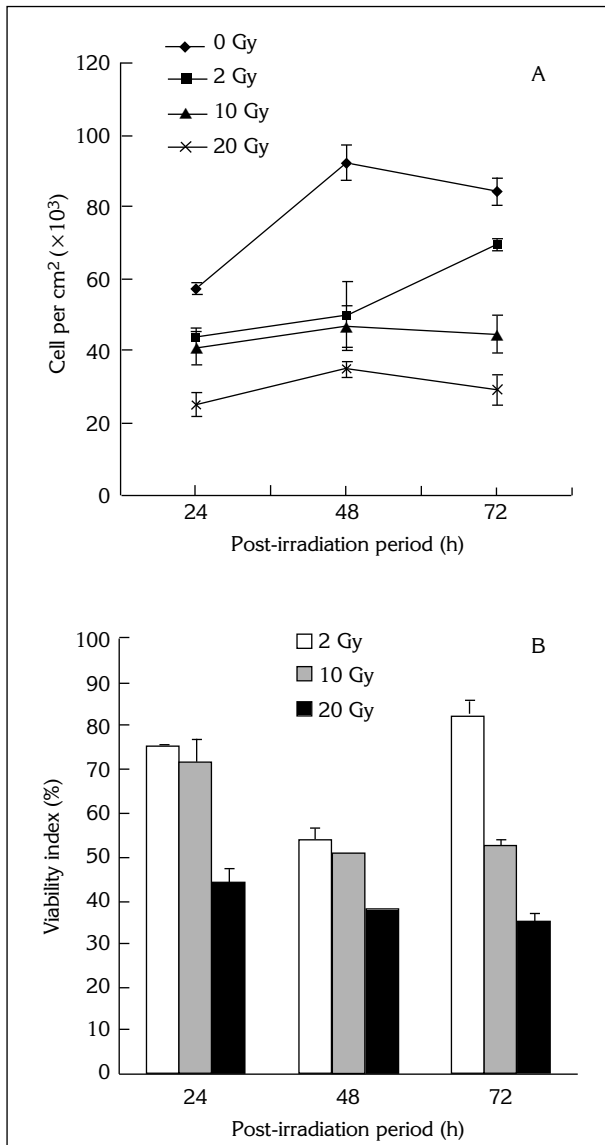 0 Gy
2 Gy
10 Gy
20 Gy
A
120
100
80
60
40
20
0
Cell per cm² (×10³)
24 48 72
Post-irradiation period (h)
2 Gy
10 Gy
20 Gy
B
100
90
80
70
60
50
40
30
20
10
0
Viability index (%)
24 48 72
Post-irradiation period (h)